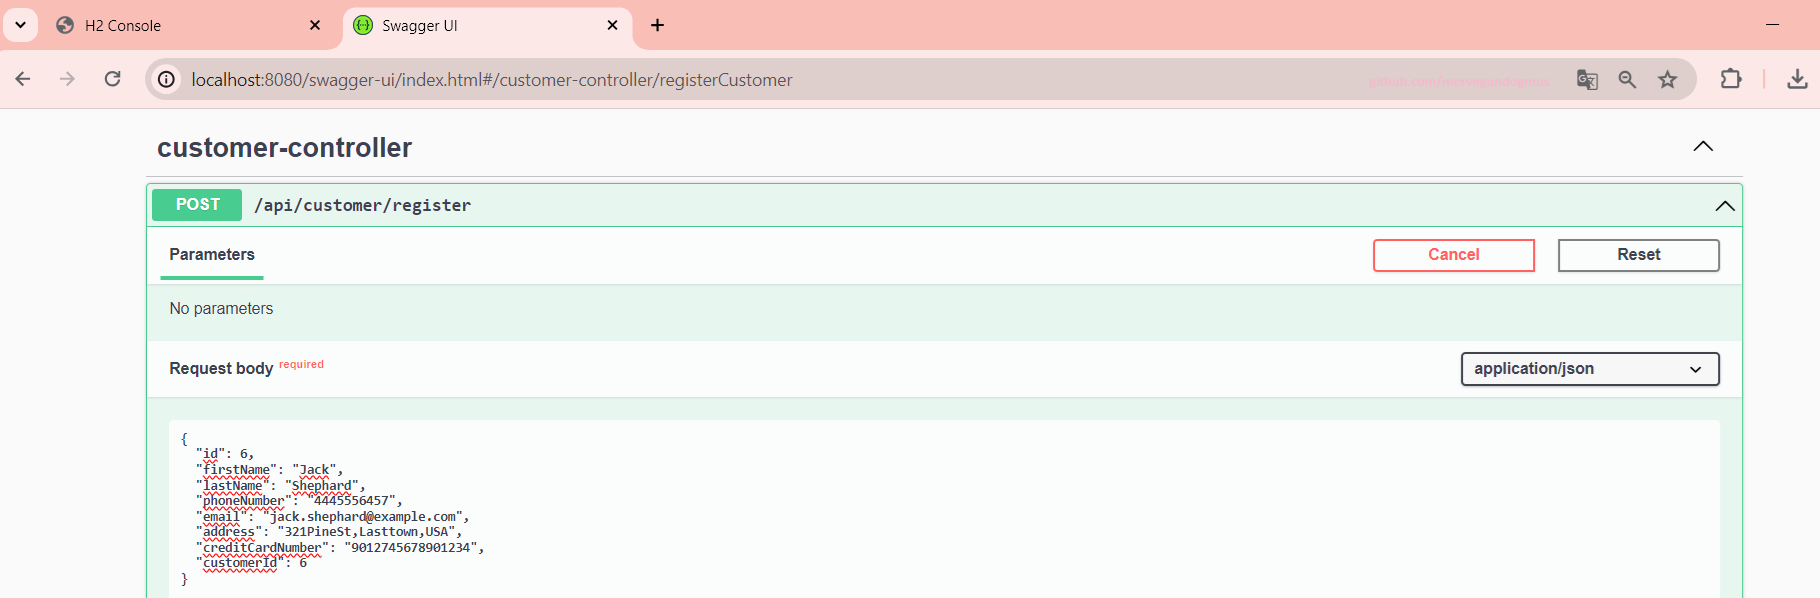 H2 Console
Swagger UI
localhost:8080/swagger-ui/index.html#/customer-controller/registerCustomer
customer-controller
POST /api/customer/register
Parameters
Cancel
Reset
No parameters
Request body required
application/json
{
"id": 6,
"firstName": "Jack",
"lastName": "Shephard",
"phoneNumber": "4445556457",
"email": "jack.shephard@example.com",
"address": "321PineSt,Lasttown,USA",
"creditCardNumber": "9012745678901234",
"customerId": 6
}